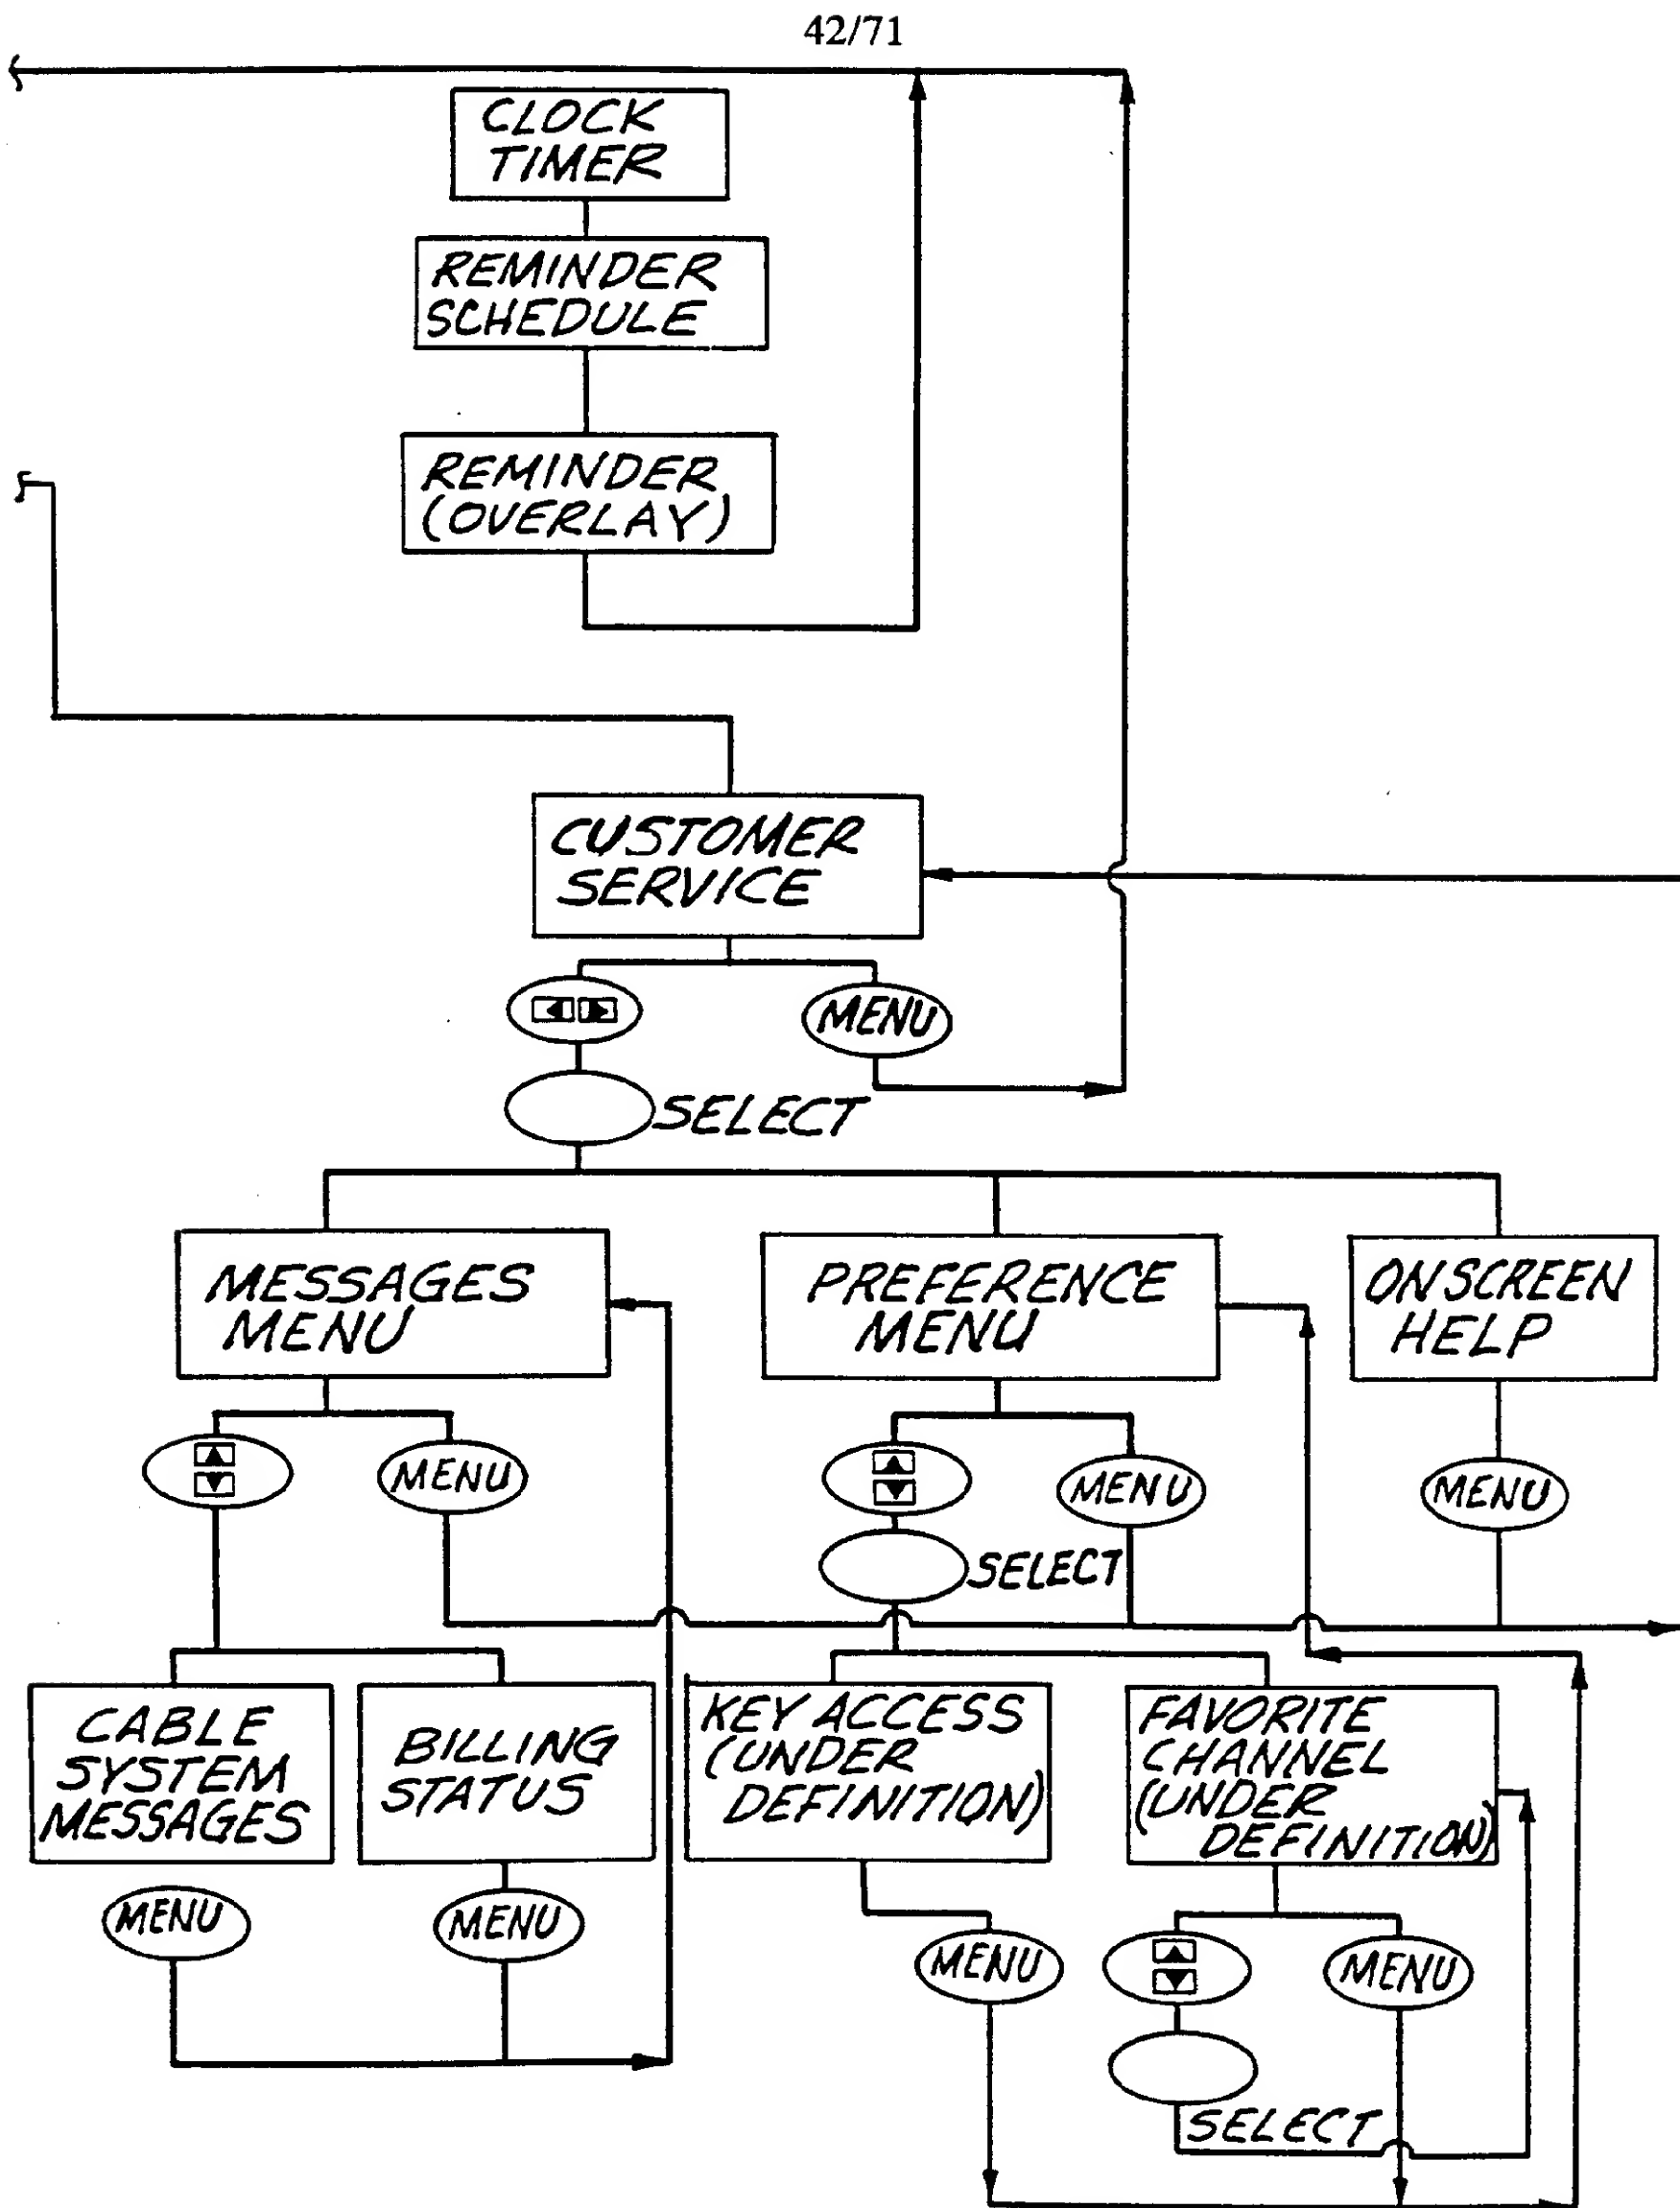 42/71
CLOCK
TIMER
REMINDER
SCHEDULE
REMINDER
(OVERLAY)
CUSTOMER
SERVICE
MENU
SELECT
MESSAGES
MENU
PREFERENCE
MENU
ON SCREEN
HELP
MENU
MENU
MENU
SELECT
CABLE
SYSTEM
MESSAGES
BILLING
STATUS
KEY ACCESS
(UNDER
DEFINITION)
FAVORITE
CHANNEL
(UNDER
DEFINITION)
MENU
MENU
MENU
MENU
SELECT